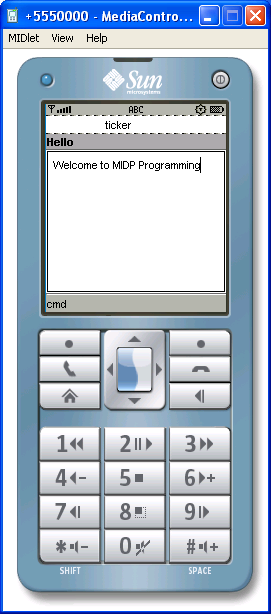 +5550000 - MediaContro...
MIDlet View Help
Sun
microsystems
ABC
ticker
Hello
Welcome to MIDP Programming
cmd
1 2 3
4- 5 6+
7 8 9
*- 0 #+
SHIFT SPACE